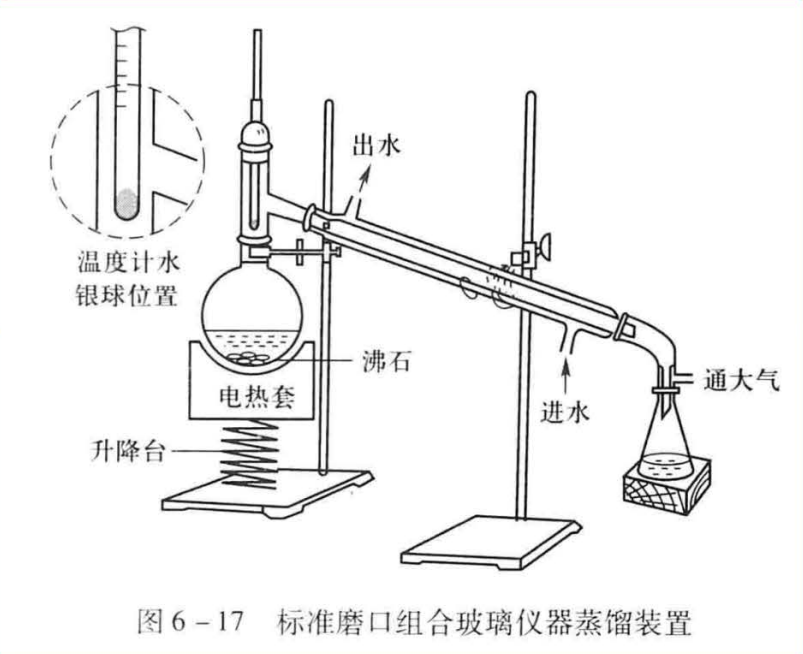 出水
温度计水
银球位置
沸石
电热套
通大气
进水
升降台
图 6-17 标准磨口组合玻璃仪器蒸馏装置